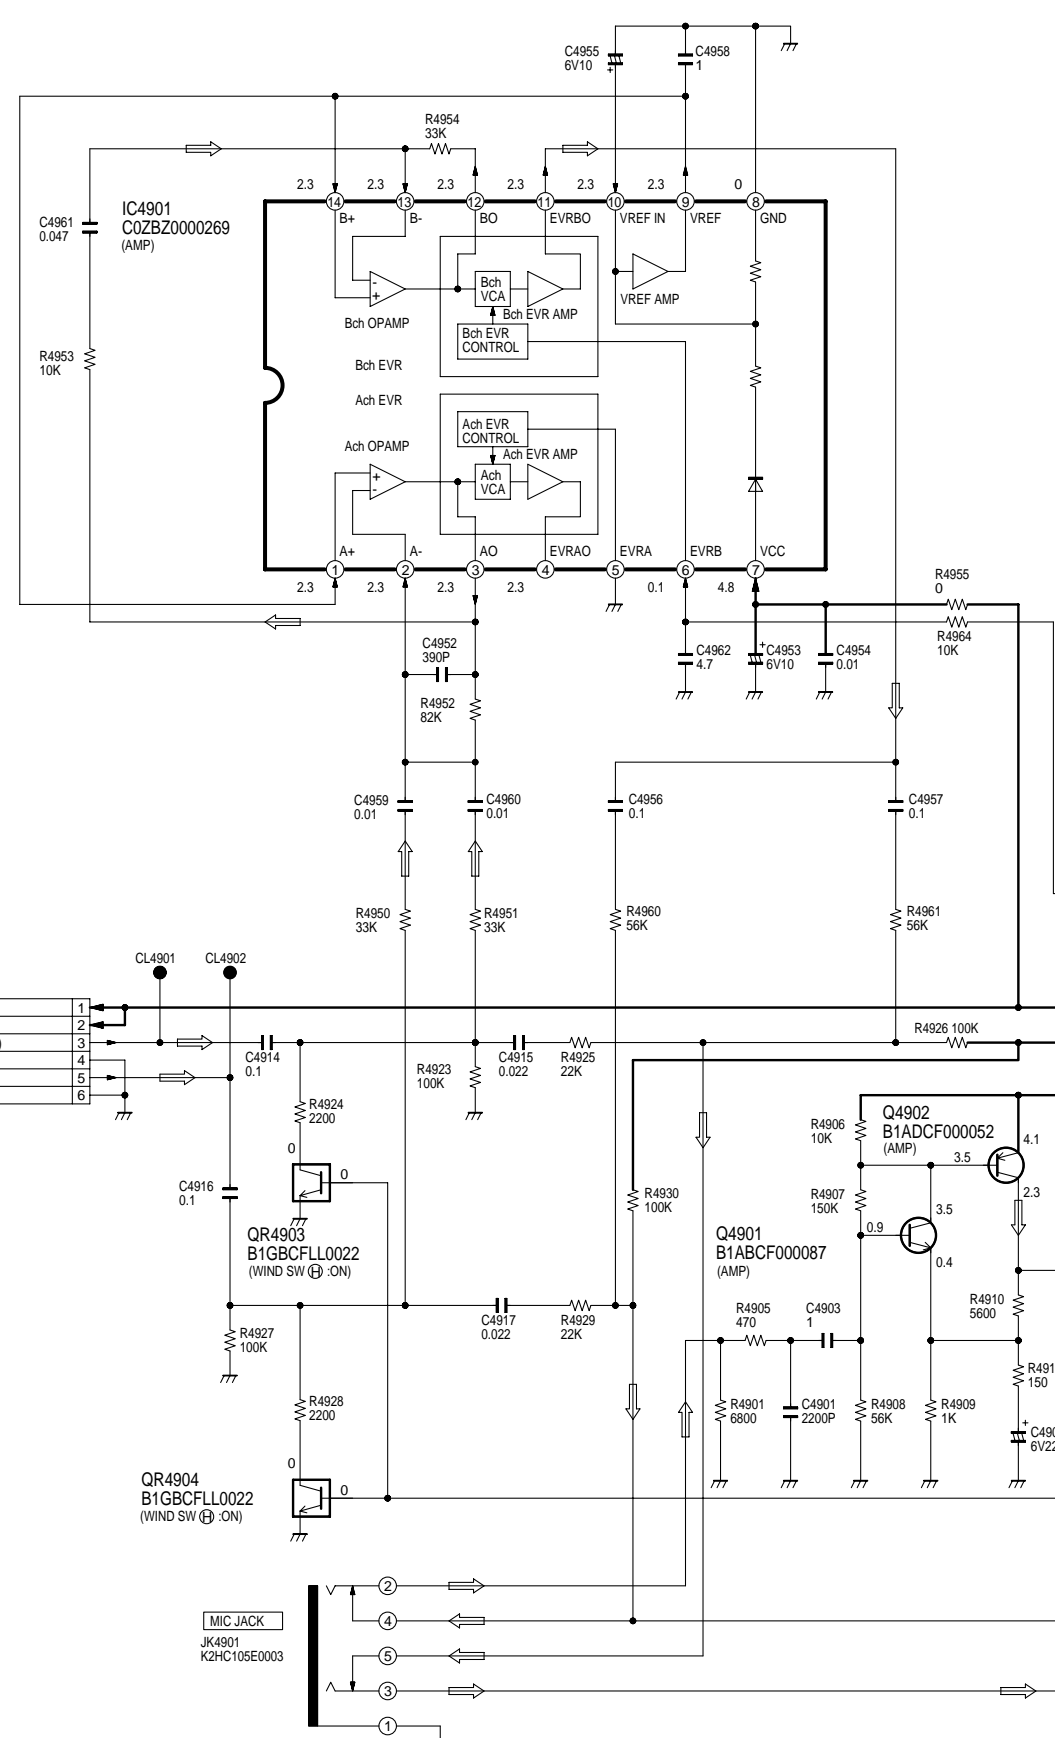 C4955
6V10
+
C4958
1
R4954
33K
2.3
2.3
2.3
2.3
2.3
2.3
0
14
13
12
11
10
9
8
B+
B-
BO
EVRBO
VREF IN
VREF
GND
IC4901
C0ZBZ0000269
(AMP)
C4961
0.047
-
+
Bch
VCA
VREF AMP
Bch EVR AMP
Bch OPAMP
Bch EVR
CONTROL
R4953
10K
Bch EVR
Ach EVR
Ach EVR
CONTROL
Ach OPAMP
Ach EVR AMP
+
-
Ach
VCA
A+
A-
AO
EVRAO
EVRA
EVRB
VCC
1
2
3
4
5
6
7
2.3
2.3
2.3
2.3
0.1
4.8
R4955
0
R4964
10K
C4952
390P
C4962
4.7
+
C4953
6V10
C4954
0.01
R4952
82K
C4959
0.01
C4960
0.01
C4956
0.1
C4957
0.1
R4950
33K
R4951
33K
R4960
56K
R4961
56K
CL4901
CL4902
1
2
3
4
5
6
)
C4914
0.1
C4915
0.022
R4925
22K
R4926 100K
R4923
100K
R4924
2200
0
0
R4906
10K
Q4902
B1ADCF000052
(AMP)
4.1
3.5
2.3
C4916
0.1
R4930
100K
R4907
150K
3.5
0.9
0.4
QR4903
B1GBCFLL0022
(WIND SW H :ON)
Q4901
B1ABCF000087
(AMP)
R4910
5600
C4917
0.022
R4929
22K
R4905
470
C4903
1
R4927
100K
R491
150
R4928
2200
R4901
6800
C4901
2200P
R4908
56K
R4909
1K
+
C490
6V22
0
0
QR4904
B1GBCFLL0022
(WIND SW H :ON)
2
MIC JACK
4
JK4901
K2HC105E0003
5
3
1